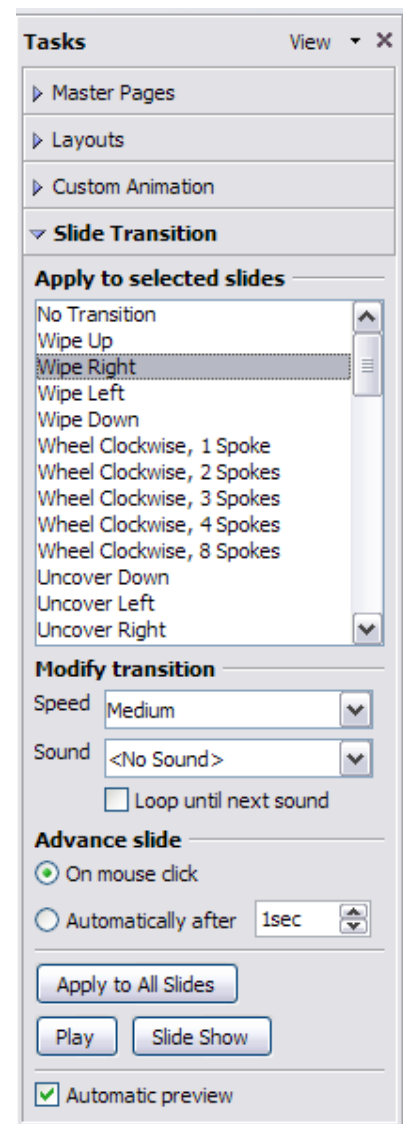 Tasks View
Master Pages
Layouts
Custom Animation
Slide Transition
Apply to selected slides
No Transition
Wipe Up
Wipe Right
Wipe Left
Wipe Down
Wheel Clockwise, 1 Spoke
Wheel Clockwise, 2 Spokes
Wheel Clockwise, 3 Spokes
Wheel Clockwise, 4 Spokes
Wheel Clockwise, 8 Spokes
Uncover Down
Uncover Left
Uncover Right
Modify transition
Speed Medium
Sound <No Sound>
Loop until next sound
Advance slide
On mouse click
Automatically after 1sec
Apply to All Slides
Play Slide Show
Automatic preview